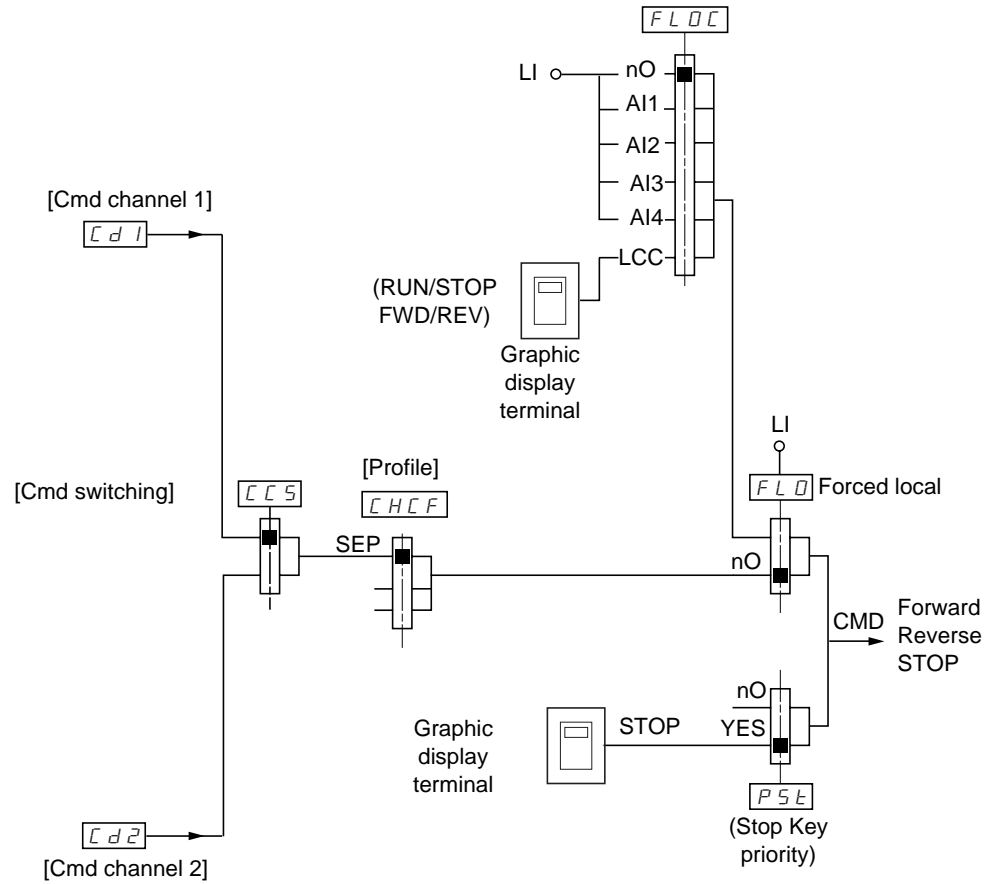 FLOC
LI
nO
AI1
AI2
AI3
AI4
LCC
[Cmd channel 1]
Cd1
(RUN/STOP
FWD/REV)
Graphic
display
terminal
LI
FLO
Forced local
[Cmd switching]
CCS
[Profile]
CHCF
SEP
nO
CMD
Forward
Reverse
STOP
nO
Graphic
display
terminal
STOP
YES
PSt
(Stop Key
priority)
Cd2
[Cmd channel 2]